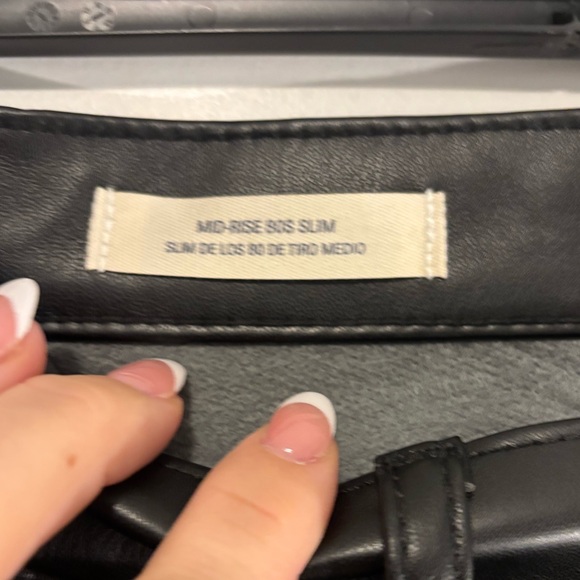 MID-RISE 80S SLIM
SLIM DE LOS 80 DE TIRO MEDIO